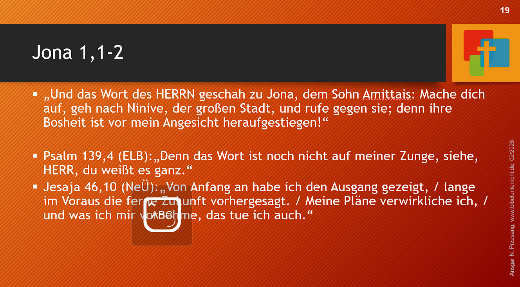 19
Jona 1,1-2
▪ „Und das Wort des HERRN geschah zu Jona, dem Sohn Amittais: Mache dich
auf, geh nach Ninive, der großen Stadt, und rufe gegen sie; denn ihre
Bosheit ist vor mein Angesicht heraufgestiegen!“
▪ Psalm 139,4 (ELB):„Denn das Wort ist noch nicht auf meiner Zunge, siehe,
HERR, du weißt es ganz.“
▪ Jesaja 46,10 (NeÜ):„Von Anfang an habe ich den Ausgang gezeigt, / lange
im Voraus die ferne Zukunft vorhergesagt. / Meine Pläne verwirkliche ich, /
und was ich mir vornehme, das tue ich auch.“
ABC